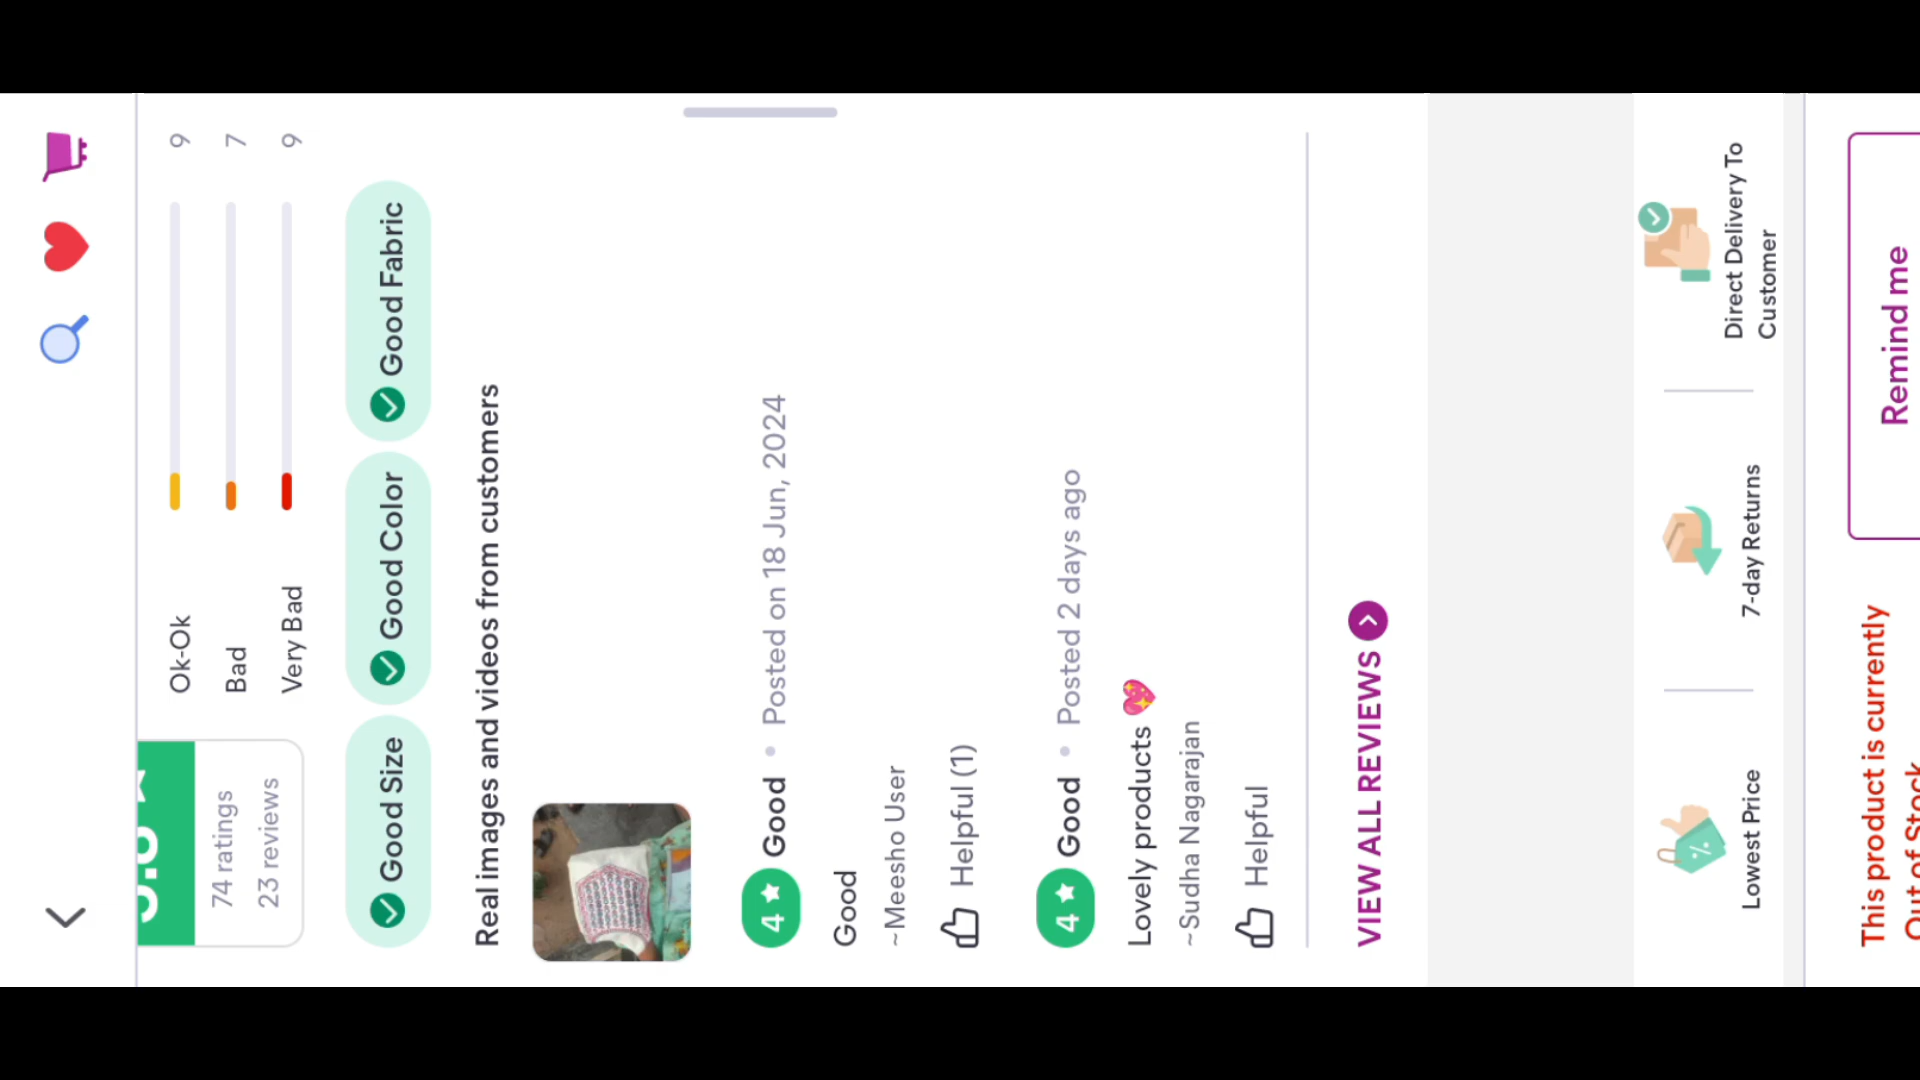 Ok-Ok 9
Bad 7
Very Bad 9
74 ratings
23 reviews
Good Size Good Color Good Fabric
Real images and videos from customers
4 Good • Posted on 18 Jun, 2024
Good
~Meesho User
Helpful (1)
4 Good • Posted 2 days ago
Lovely products 💖
~Sudha Nagarajan
Helpful
VIEW ALL REVIEWS
Lowest Price
7-day Returns
Direct Delivery To
Customer
This product is currently
Out of Stock
Remind me